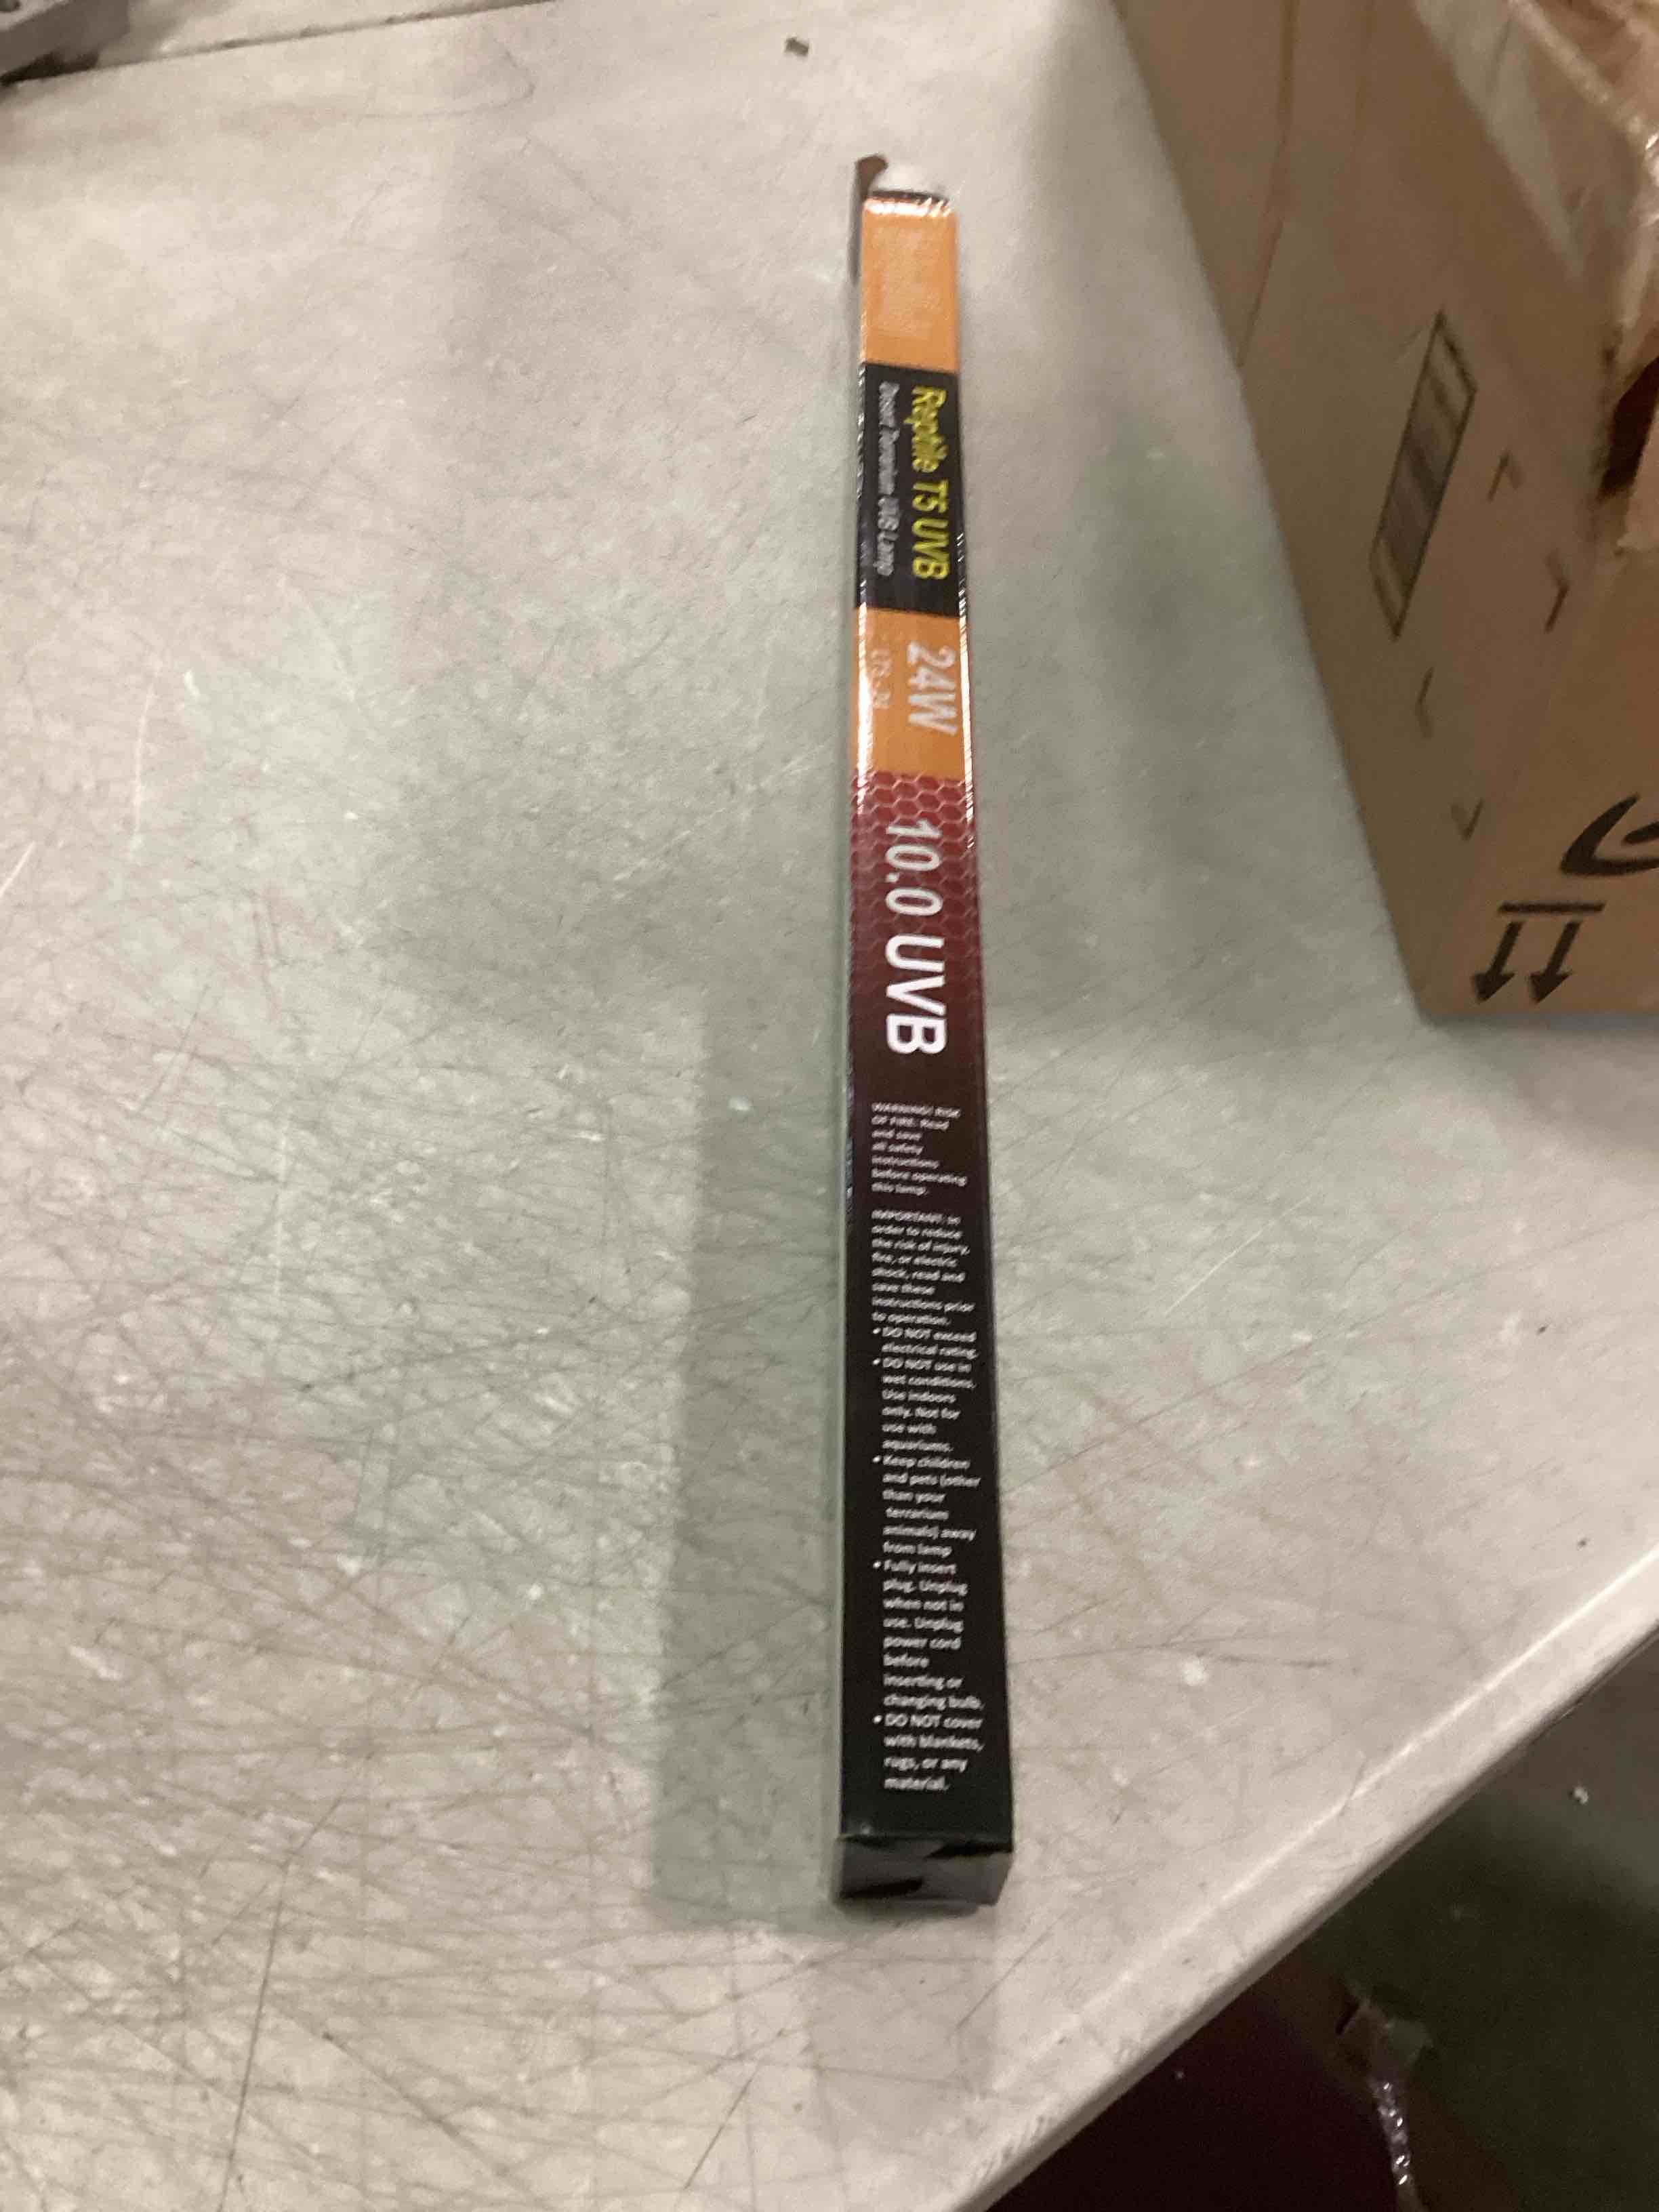 Reptile T5 UVB
Desert Terrarium UVB Lamp
24W
10.0 UVB
WARNING! RISK
OF FIRE. Read
and save
all safety
instructions
before operating
this lamp.
IMPORTANT: In
order to reduce
the risk of injury,
fire, or electric
shock, read and
save these
instructions prior
to operation.
• DO NOT exceed
electrical rating.
• DO NOT use in
wet conditions.
Use indoors
only. Not for
use with
aquariums.
• Keep children
and pets (other
than your
terrarium
animals) away
from lamp
• Fully insert
plug. Unplug
when not in
use. Unplug
power cord
before
inserting or
changing bulb.
• DO NOT cover
with blankets,
rugs, or any
material.